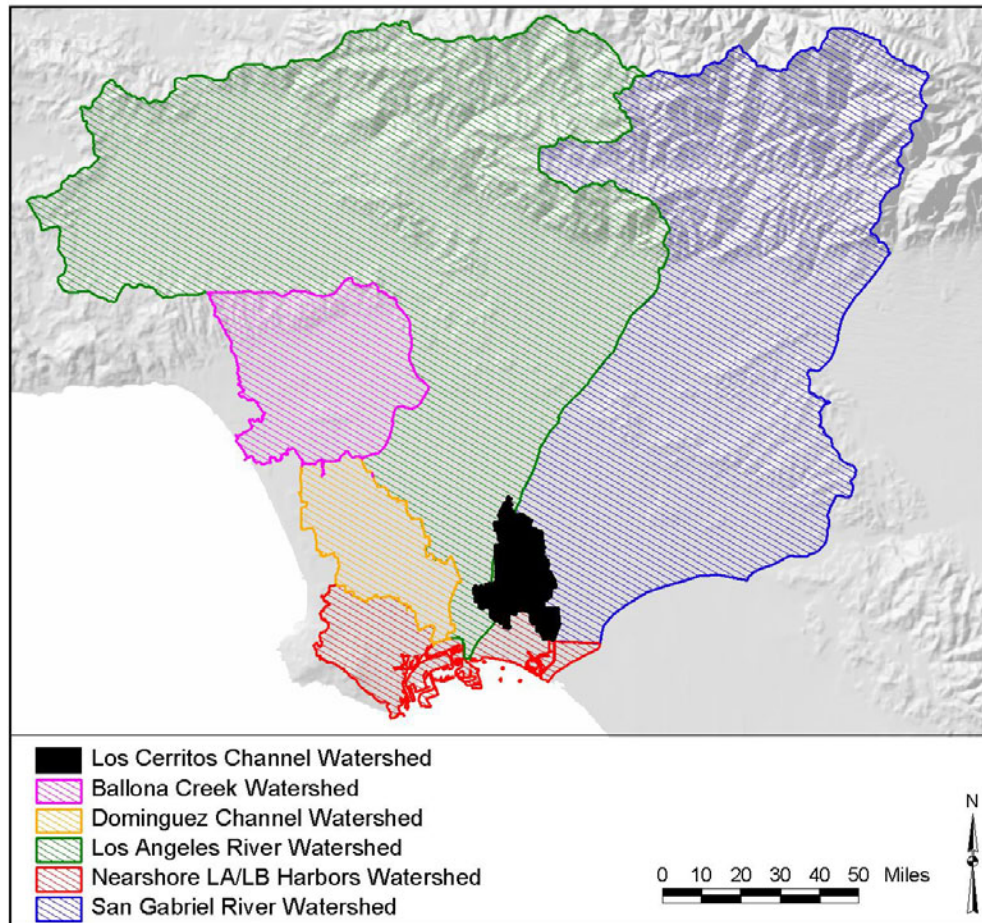 Los Cerritos Channel Watershed
Ballona Creek Watershed
Dominguez Channel Watershed
Los Angeles River Watershed
Nearshore LA/LB Harbors Watershed
San Gabriel River Watershed
N
0 10 20 30 40 50 Miles